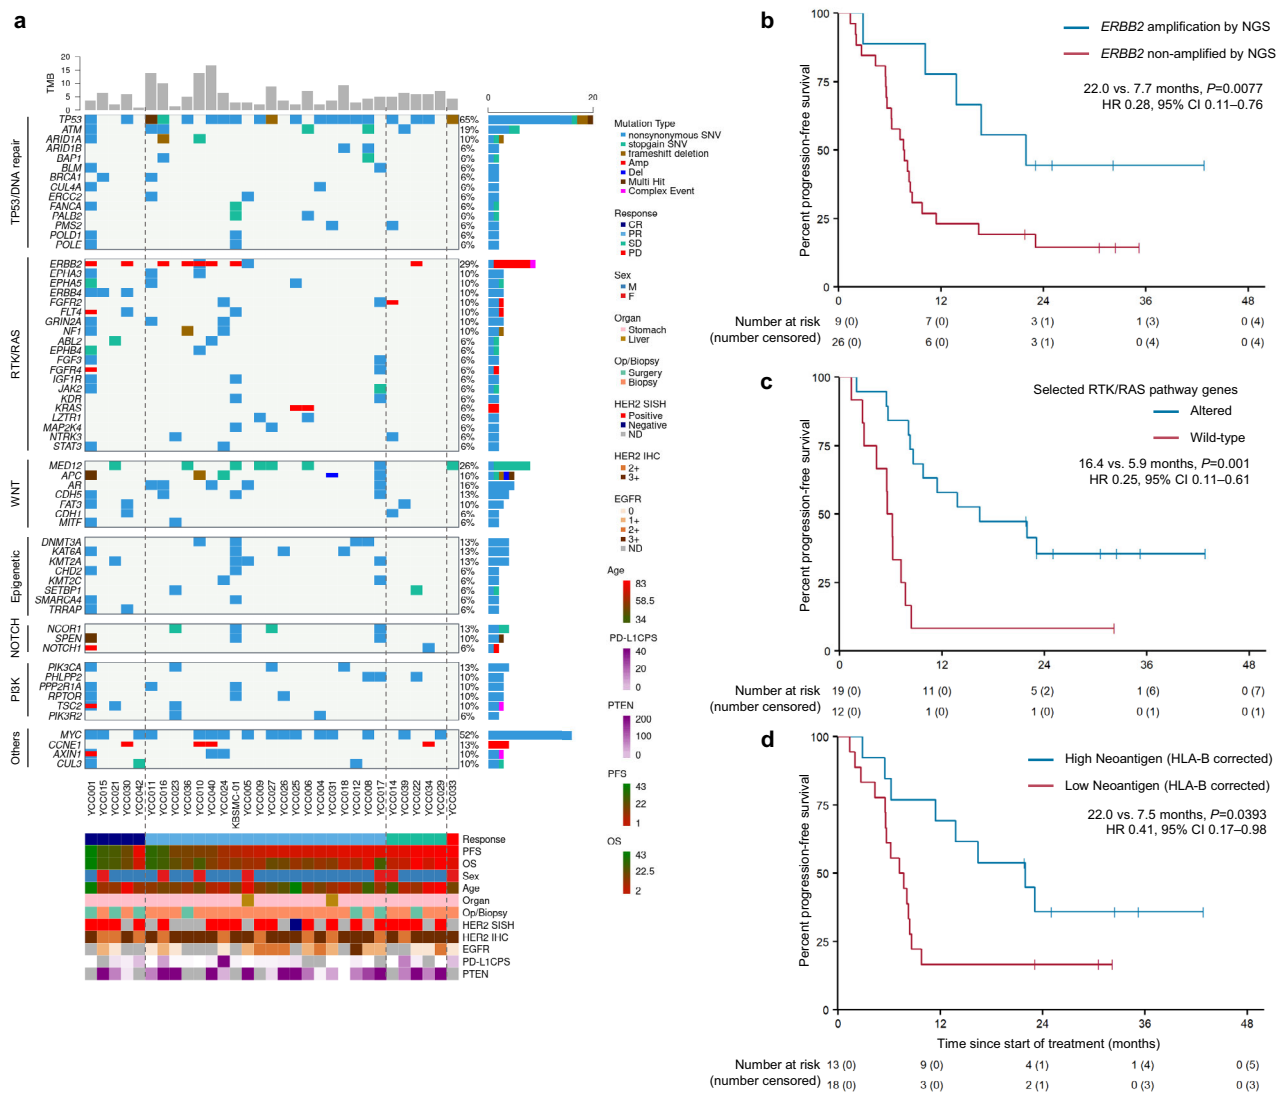 a
TMB
20
15
10
5
0
0 20
TP53/DNA repair
TP53 65%
ATM 19%
ARID1A 10%
ARID1B 6%
BAP1 6%
BLM 6%
BRCA1 6%
CUL4A 6%
ERCC2 6%
FANCA 6%
PALB2 6%
PMS2 6%
POLD1 6%
POLE 6%
RTK/RAS
ERBB2 29%
EPHA3 10%
EPHA5 10%
ERBB4 10%
FGFR2 10%
FLT4 10%
GRIN2A 10%
NF1 10%
ABL2 6%
EPHB4 6%
FGF3 6%
FGFR4 6%
IGF1R 6%
JAK2 6%
KDR 6%
KRAS 6%
LZTR1 6%
MAP2K4 6%
NTRK3 6%
STAT3 6%
WNT
MED12 26%
APC 16%
AR 16%
CDH5 13%
FAT3 10%
CDH1 6%
MITF 6%
Epigenetic
DNMT3A 13%
KAT6A 13%
KMT2A 13%
CHD2 6%
KMT2C 6%
SETBP1 6%
SMARCA4 6%
TRRAP 6%
NOTCH
NCOR1 13%
SPEN 10%
NOTCH1 6%
PI3K
PIK3CA 13%
PHLPP2 10%
PPP2R1A 10%
RPTOR 10%
TSC2 10%
PIK3R2 6%
Others
MYC 52%
CCNE1 13%
AXIN1 10%
CUL3 10%
YCC001 YCC015 YCC021 YCC030 YCC042 YCC011 YCC016 YCC023 YCC036 YCC010 YCC040 YCC024 KBSMC-01 YCC005 YCC009 YCC027 YCC026 YCC025 YCC006 YCC004 YCC031 YCC018 YCC012 YCC008 YCC017 YCC014 YCC039 YCC022 YCC034 YCC029 YCC033
Response
PFS
OS
Sex
Age
Organ
Op/Biopsy
HER2 SISH
HER2 IHC
EGFR
PD-L1CPS
PTEN
Mutation Type
nonsynonymous SNV
stopgain SNV
frameshift deletion
Amp
Del
Multi Hit
Complex Event
Response
CR
PR
SD
PD
Sex
M
F
Organ
Stomach
Liver
Op/Biopsy
Surgery
Biopsy
HER2 SISH
Positive
Negative
ND
HER2 IHC
2+
3+
EGFR
0
1+
2+
3+
ND
Age
83
58.5
34
PD-L1CPS
40
20
0
PTEN
200
100
0
PFS
43
22
1
OS
43
22.5
2
b
Percent progression-free survival
100
75
50
25
0
0 12 24 36 48
ERBB2 amplification by NGS
ERBB2 non-amplified by NGS
22.0 vs. 7.7 months, P=0.0077
HR 0.28, 95% CI 0.11–0.76
Number at risk
(number censored)
9 (0) 7 (0) 3 (1) 1 (3) 0 (4)
26 (0) 6 (0) 3 (1) 0 (4) 0 (4)
c
Percent progression-free survival
100
75
50
25
0
0 12 24 36 48
Selected RTK/RAS pathway genes
Altered
Wild-type
16.4 vs. 5.9 months, P=0.001
HR 0.25, 95% CI 0.11–0.61
Number at risk
(number censored)
19 (0) 11 (0) 5 (2) 1 (6) 0 (7)
12 (0) 1 (0) 1 (0) 0 (1) 0 (1)
d
Percent progression-free survival
100
75
50
25
0
0 12 24 36 48
High Neoantigen (HLA-B corrected)
Low Neoantigen (HLA-B corrected)
22.0 vs. 7.5 months, P=0.0393
HR 0.41, 95% CI 0.17–0.98
Time since start of treatment (months)
Number at risk
(number censored)
13 (0) 9 (0) 4 (1) 1 (4) 0 (5)
18 (0) 3 (0) 2 (1) 0 (3) 0 (3)